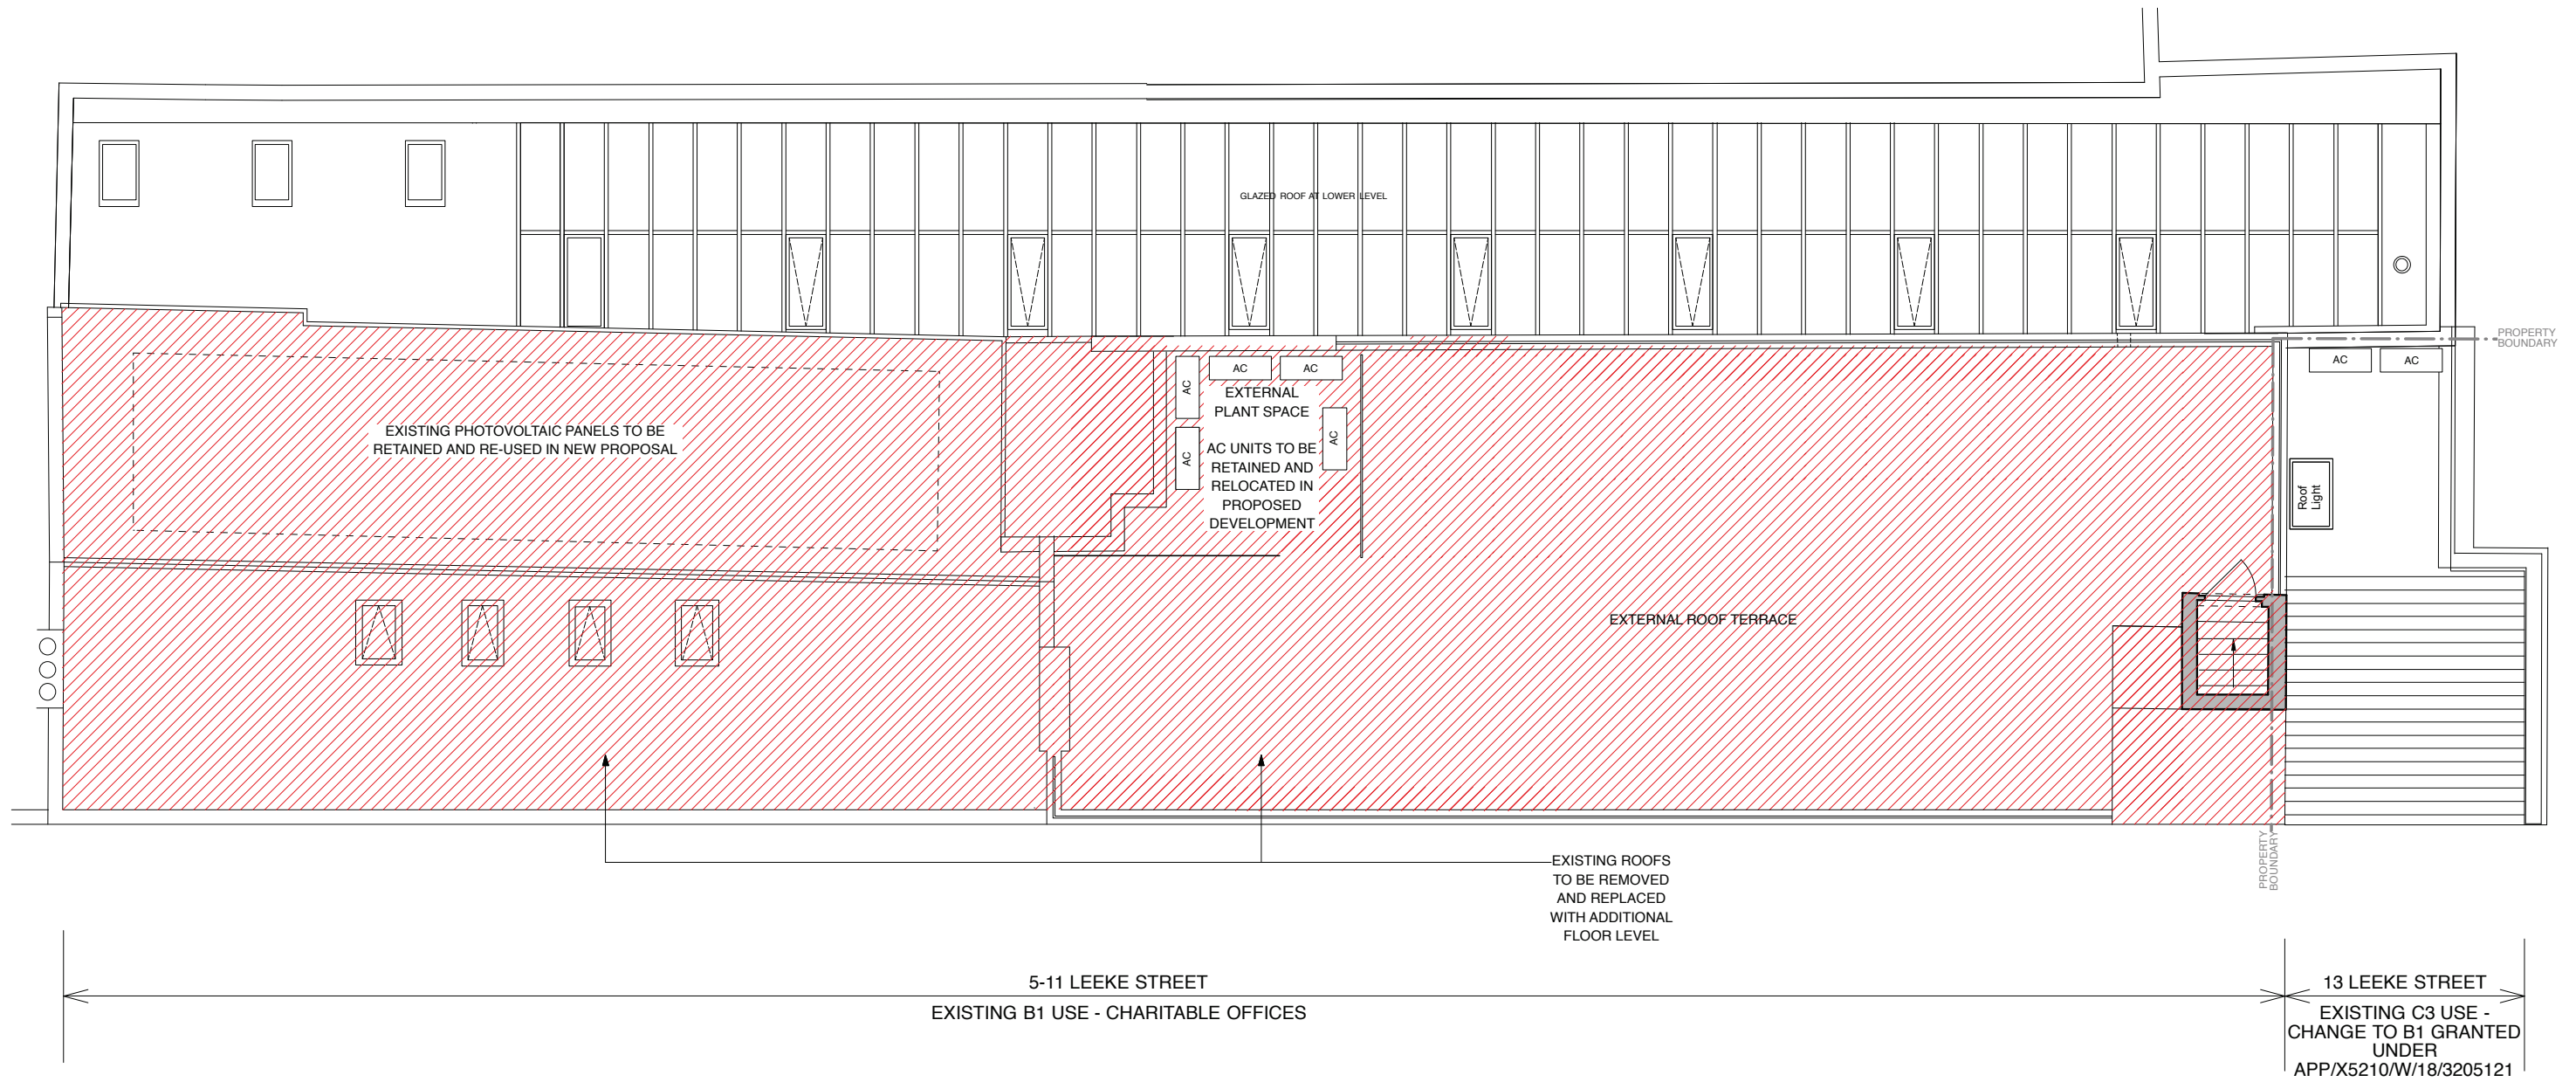 GLAZED ROOF AT LOWER LEVEL
PROPERTY
BOUNDARY
AC
AC
AC
AC
AC
EXTERNAL
PLANT SPACE
AC
AC
EXISTING PHOTOVOLTAIC PANELS TO BE
RETAINED AND RE-USED IN NEW PROPOSAL
AC UNITS TO BE
RETAINED AND
RELOCATED IN
PROPOSED
DEVELOPMENT
Roof
Light
EXTERNAL ROOF TERRACE
PROPERTY
BOUNDARY
EXISTING ROOFS
TO BE REMOVED
AND REPLACED
WITH ADDITIONAL
FLOOR LEVEL
5-11 LEEKE STREET
EXISTING B1 USE - CHARITABLE OFFICES
13 LEEKE STREET
EXISTING C3 USE -
CHANGE TO B1 GRANTED
UNDER
APP/X5210/W/18/3205121